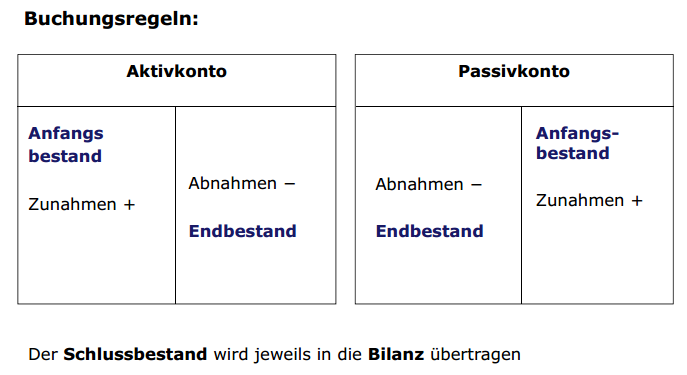 Buchungsregeln:
Aktivkonto
Anfangs
bestand
Zunahmen +
Abnahmen −
Endbestand
Passivkonto
Abnahmen −
Endbestand
Anfangs-
bestand
Zunahmen +
Der Schlussbestand wird jeweils in die Bilanz übertragen